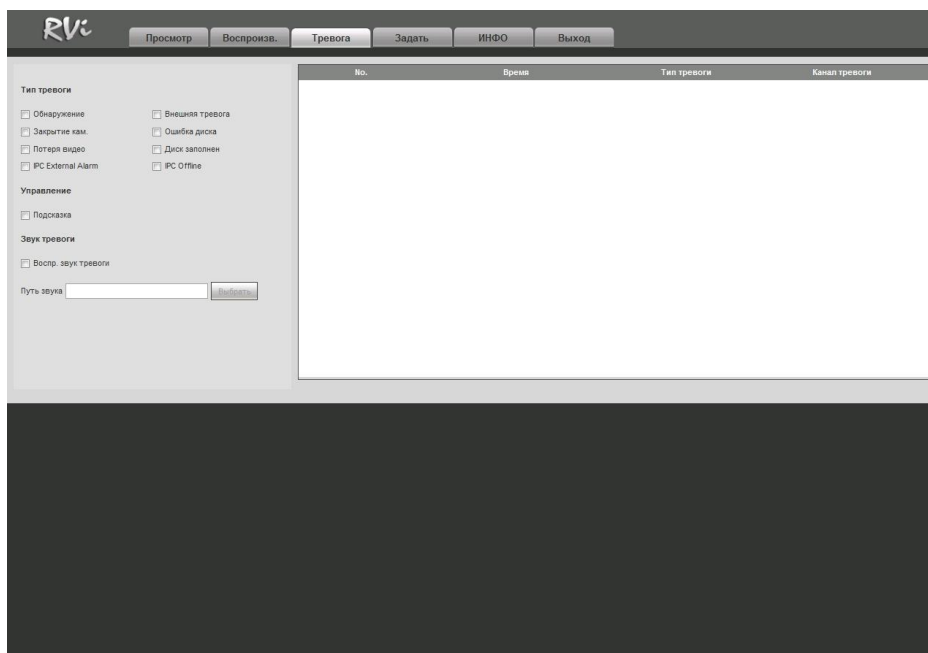 RVi
Просмотр Воспроизв. Тревога Задать ИНФО Выход
No. Время Тип тревоги Канал тревоги
Тип тревоги
Обнаружение Внешняя тревога
Закрытие кам. Ошибка диска
Потеря видео Диск заполнен
IPC External Alarm IPC Offline
Управление
Подсказка
Звук тревоги
Воспр. звук тревоги
Путь звука Выбрать